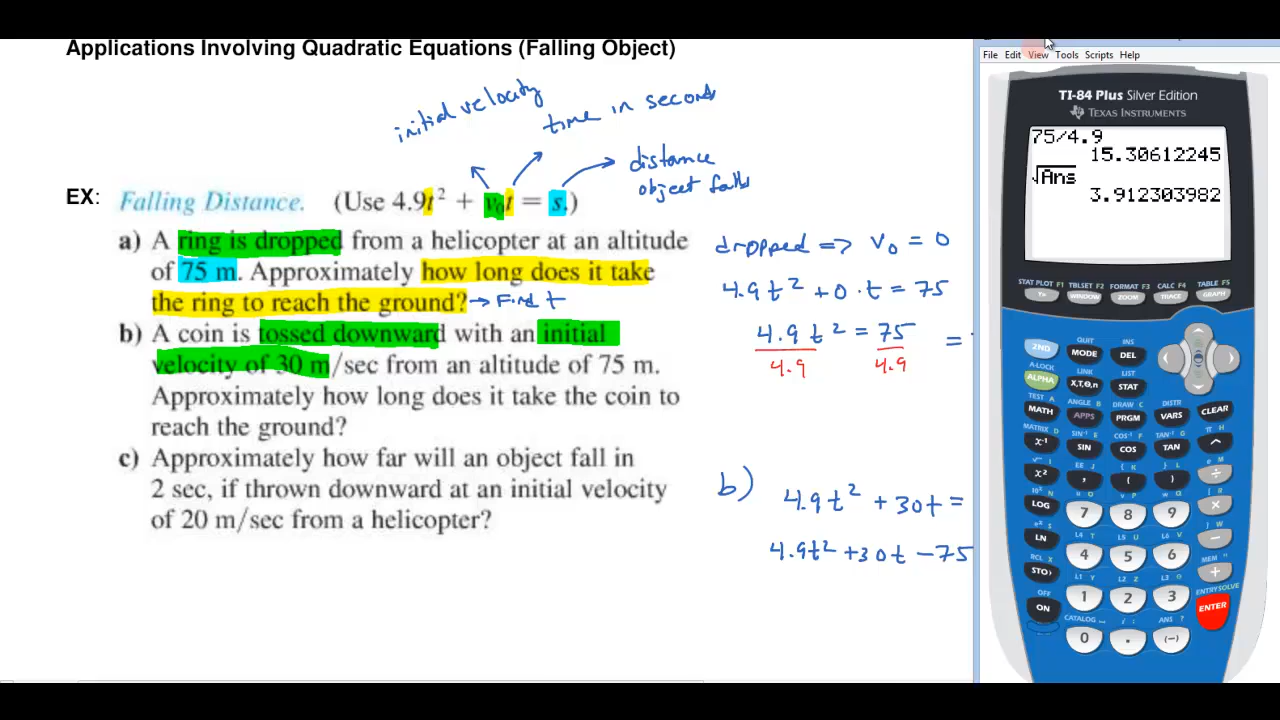 Applications Involving Quadratic Equations (Falling Object)
initial velocity
time in seconds
distance
object falls
EX: Falling Distance. (Use 4.9t² + v₀t = s.)
a) A ring is dropped from a helicopter at an altitude
of 75 m. Approximately how long does it take
the ring to reach the ground? → Find t
b) A coin is tossed downward with an initial
velocity of 30 m/sec from an altitude of 75 m.
Approximately how long does it take the coin to
reach the ground?
c) Approximately how far will an object fall in
2 sec, if thrown downward at an initial velocity
of 20 m/sec from a helicopter?
dropped => v₀ = 0
4.9t² + 0·t = 75
4.9t² = 75 =
4.9 4.9
b) 4.9t² + 30t =
4.9t² + 30t - 75
File Edit View Tools Scripts Help
TI-84 Plus Silver Edition
TEXAS INSTRUMENTS
75/4.9
15.30612245
√Ans
3.912303982
STAT PLOT F1 TBLSET F2 FORMAT F3 CALC F4 TABLE F5
Y= WINDOW ZOOM TRACE GRAPH
QUIT INS
2ND MODE DEL
A-LOCK LINK LIST
ALPHA X,T,Θ,n STAT
TEST A ANGLE B DRAW C DISTR
MATH APPS PRGM VARS CLEAR
MATRIX D SIN⁻¹ E COS⁻¹ F TAN⁻¹ G π H
x⁻¹ SIN COS TAN ^
√ I EE J { K } L e M
x² , ( ) ÷
10ˣ N u O v P w Q [ R
LOG 7 8 9 ×
eˣ S L4 T L5 U L6 V ] W
LN 4 5 6 −
RCL X L1 Y L2 Z L3 θ MEM "
STO› 1 2 3 +
OFF CATALOG ⎵ i : ANS ? ENTRY SOLVE
ON 0 . (−) ENTER